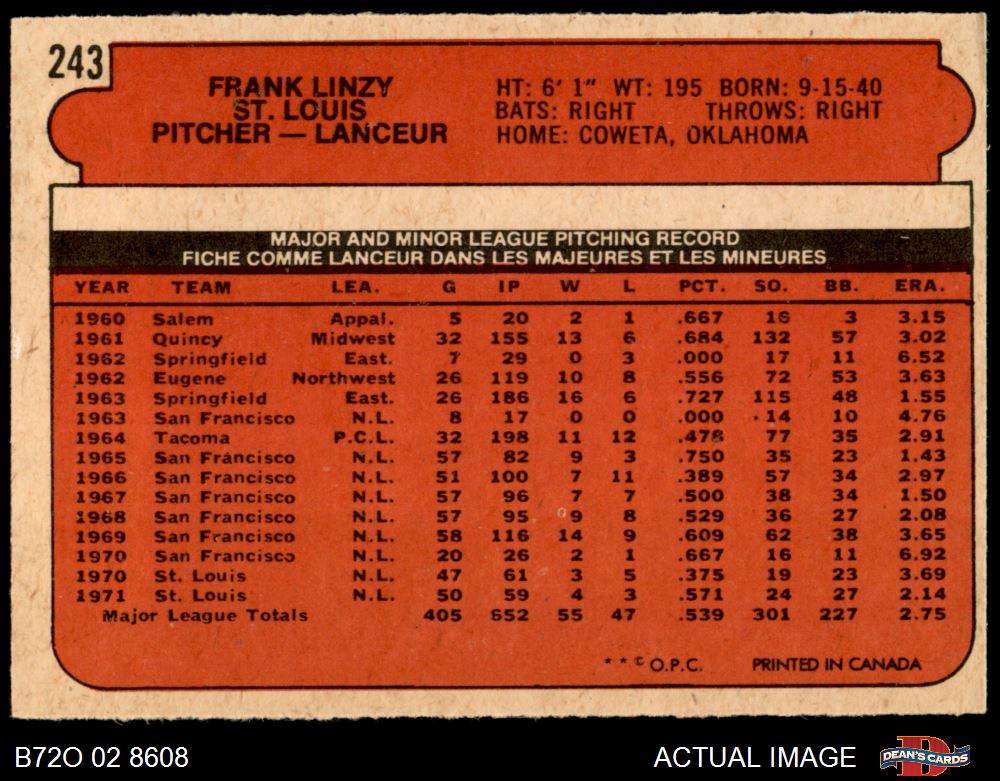 243
FRANK LINZY
ST. LOUIS
PITCHER — LANCEUR
HT: 6' 1" WT: 195 BORN: 9-15-40
BATS: RIGHT THROWS: RIGHT
HOME: COWETA, OKLAHOMA
MAJOR AND MINOR LEAGUE PITCHING RECORD
FICHE COMME LANCEUR DANS LES MAJEURES ET LES MINEURES
YEAR TEAM LEA. G IP W L PCT. SO. BB. ERA.
1960 Salem Appal. 5 20 2 1 .667 16 3 3.15
1961 Quincy Midwest 32 155 13 6 .684 132 57 3.02
1962 Springfield East. 7 29 0 3 .000 17 11 6.52
1962 Eugene Northwest 26 119 10 8 .556 72 53 3.63
1963 Springfield East. 26 186 16 6 .727 115 48 1.55
1963 San Francisco N.L. 8 17 0 0 .000 14 10 4.76
1964 Tacoma P.C.L. 32 198 11 12 .478 77 35 2.91
1965 San Francisco N.L. 57 82 9 3 .750 35 23 1.43
1966 San Francisco N.L. 51 100 7 11 .389 57 34 2.97
1967 San Francisco N.L. 57 96 7 7 .500 38 34 1.50
1968 San Francisco N.L. 57 95 9 8 .529 36 27 2.08
1969 San Francisco N.L. 58 116 14 9 .609 62 38 3.65
1970 San Francisco N.L. 20 26 2 1 .667 16 11 6.92
1970 St. Louis N.L. 47 61 3 5 .375 19 23 3.69
1971 St. Louis N.L. 50 59 4 3 .571 24 27 2.14
Major League Totals 405 652 55 47 .539 301 227 2.75
* * © O.P.C. PRINTED IN CANADA
B72O 02 8608 ACTUAL IMAGE DEAN'S CARDS